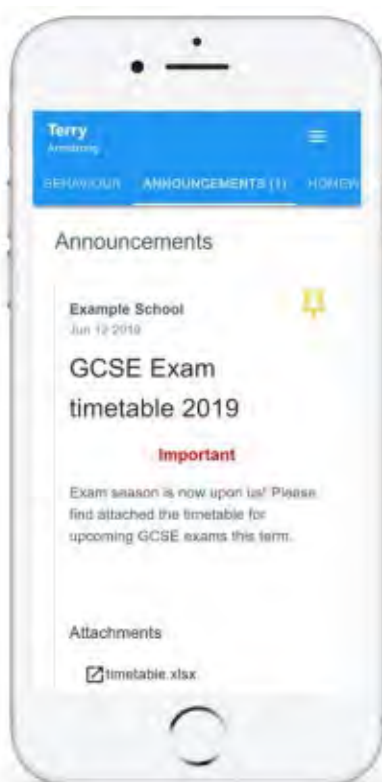 Terry
Armstrong
BEHAVIOUR ANNOUNCEMENTS (1) HOMEW
Announcements
Example School
Jun 12 2019
GCSE Exam
timetable 2019
Important
Exam season is now upon us! Please
find attached the timetable for
upcoming GCSE exams this term.
Attachments
timetable.xlsx